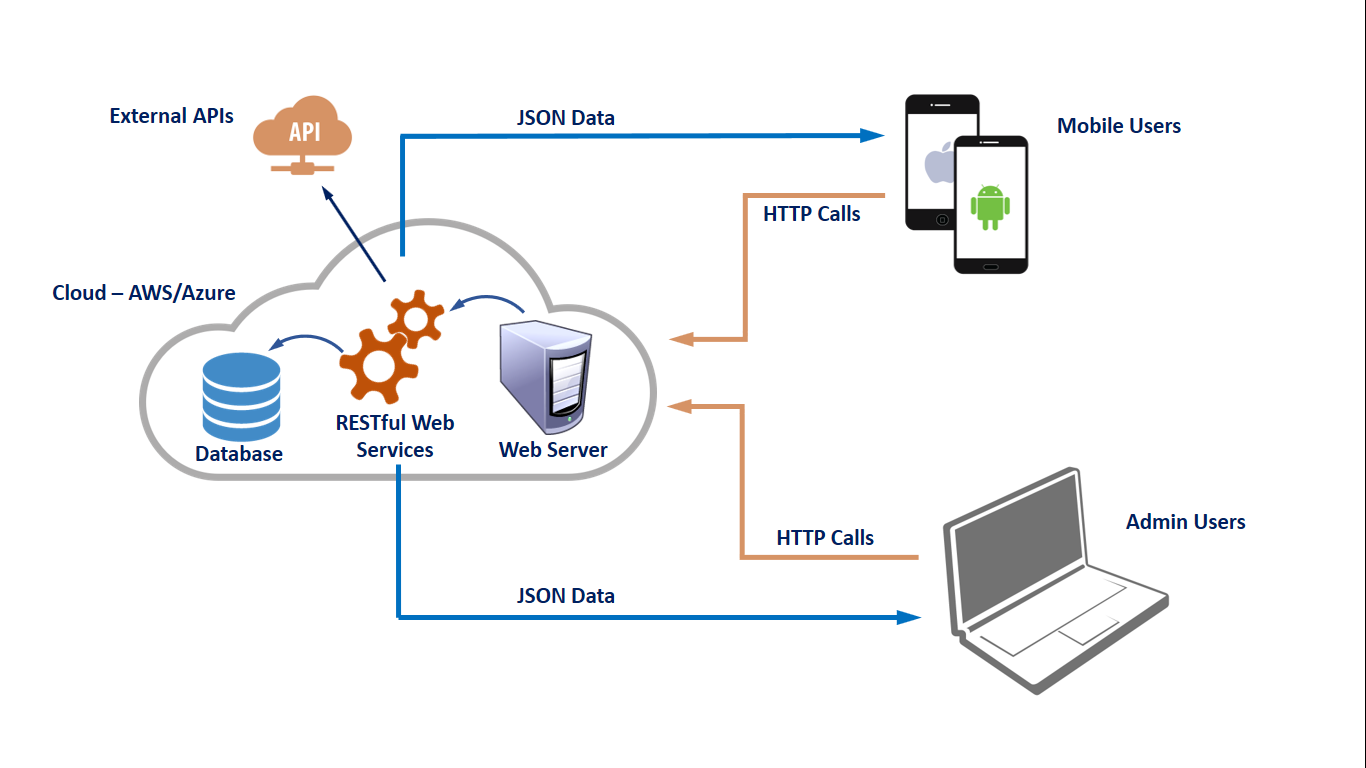 External APIs
API
JSON Data
Mobile Users
HTTP Calls
Cloud – AWS/Azure
RESTful Web
Services
Database
Web Server
Admin Users
HTTP Calls
JSON Data